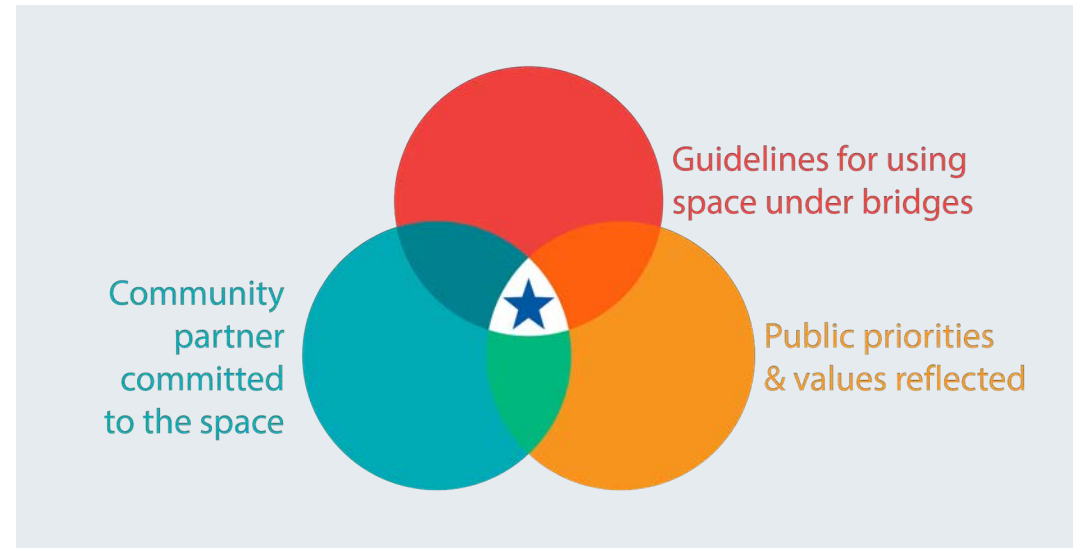 Guidelines for using
space under bridges
Community
partner
committed
to the space
Public priorities
& values reflected